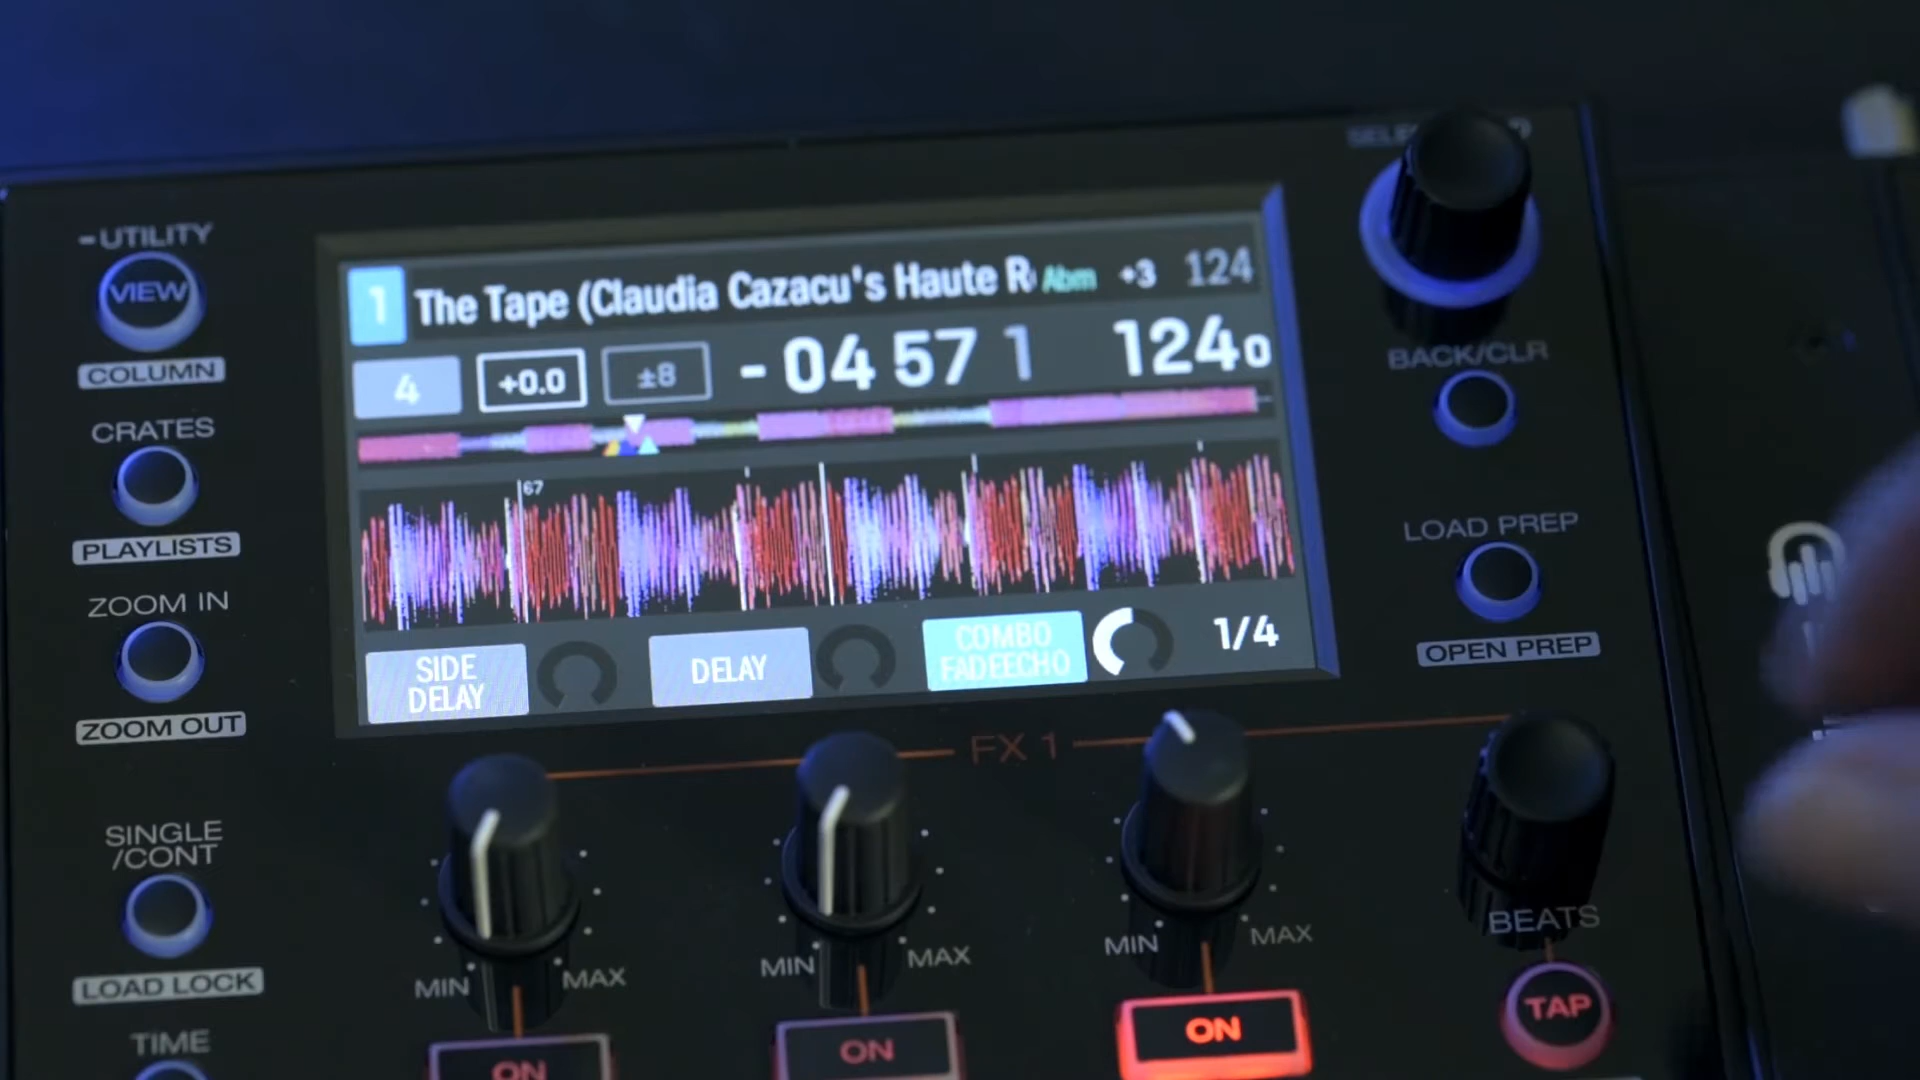 -UTILITY
VIEW
COLUMN
CRATES
PLAYLISTS
ZOOM IN
ZOOM OUT
SINGLE
/CONT
LOAD LOCK
TIME
1 The Tape (Claudia Cazacu's Haute R Abm +3 124
4 +0.0 ±8 - 04 57 1 124.0
67
SIDE
DELAY
DELAY
COMBO
FADEECHO
1/4
BACK/CLR
LOAD PREP
OPEN PREP
FX 1
MIN MAX
MIN MAX
MIN MAX
BEATS
ON
ON
ON
TAP